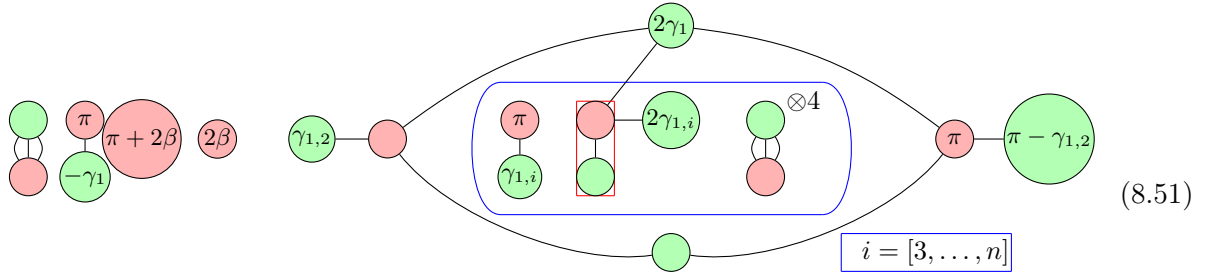 2γ₁
⊗4
π
π + 2β
2β
γ₁,₂
π
2γ₁,ᵢ
π
π − γ₁,₂
−γ₁
γ₁,ᵢ
(8.51)
i = [3, . . . , n]